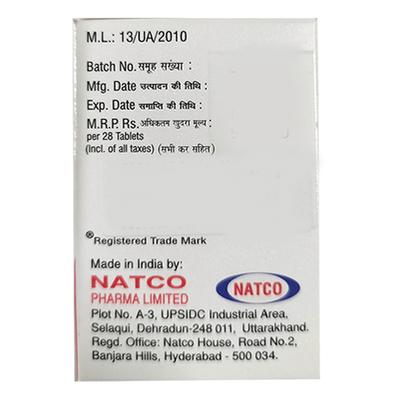 M.L.: 13/UA/2010
Batch No. समूह संख्या :
Mfg. Date उत्पादन की तिथि :
Exp. Date समाप्ति की तिथि :
M.R.P. Rs. अधिकतम खुदरा मूल्य :
per 28 Tablets
(Incl. of all taxes) (सभी कर सहित)
®Registered Trade Mark
Made in India by:
NATCO
PHARMA LIMITED
NATCO
Plot No. A-3, UPSIDC Industrial Area,
Selaqui, Dehradun-248 011, Uttarakhand.
Regd. Office: Natco House, Road No.2,
Banjara Hills, Hyderabad - 500 034.